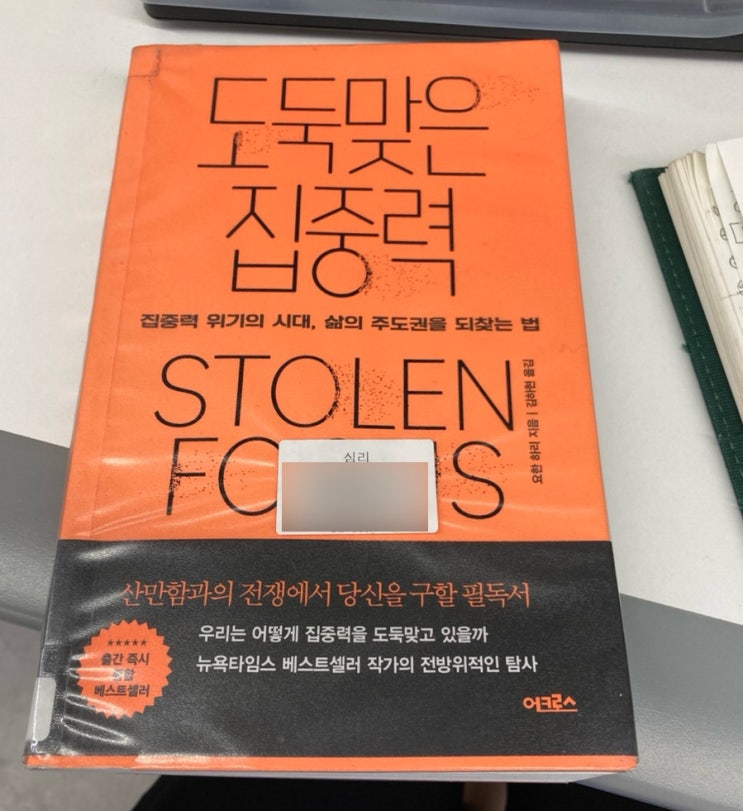 도둑맞은
집중력
집중력 위기의 시대, 삶의 주도권을 되찾는 법
STOLEN
FOCUS
요한 하리 지음 | 김하현 옮김
심리
산만함과의 전쟁에서 당신을 구할 필독서
우리는 어떻게 집중력을 도둑맞고 있을까
뉴욕타임스 베스트셀러 작가의 전방위적인 탐사
★★★★★
출간 즉시
종합
베스트셀러
어크로스